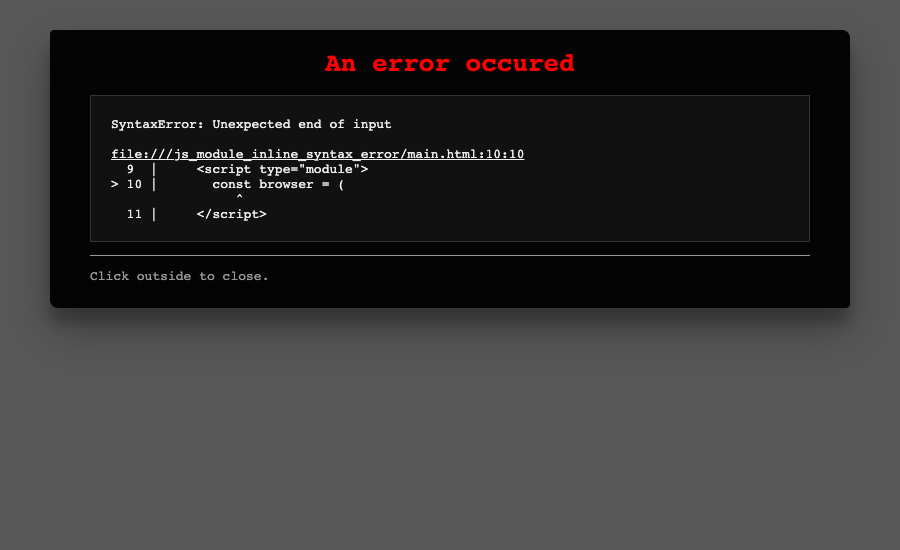 An error occured
SyntaxError: Unexpected end of input
file:///js_module_inline_syntax_error/main.html:10:10
  9  |     <script type="module">
> 10 |       const browser = (
                ^
  11 |     </script>
Click outside to close.